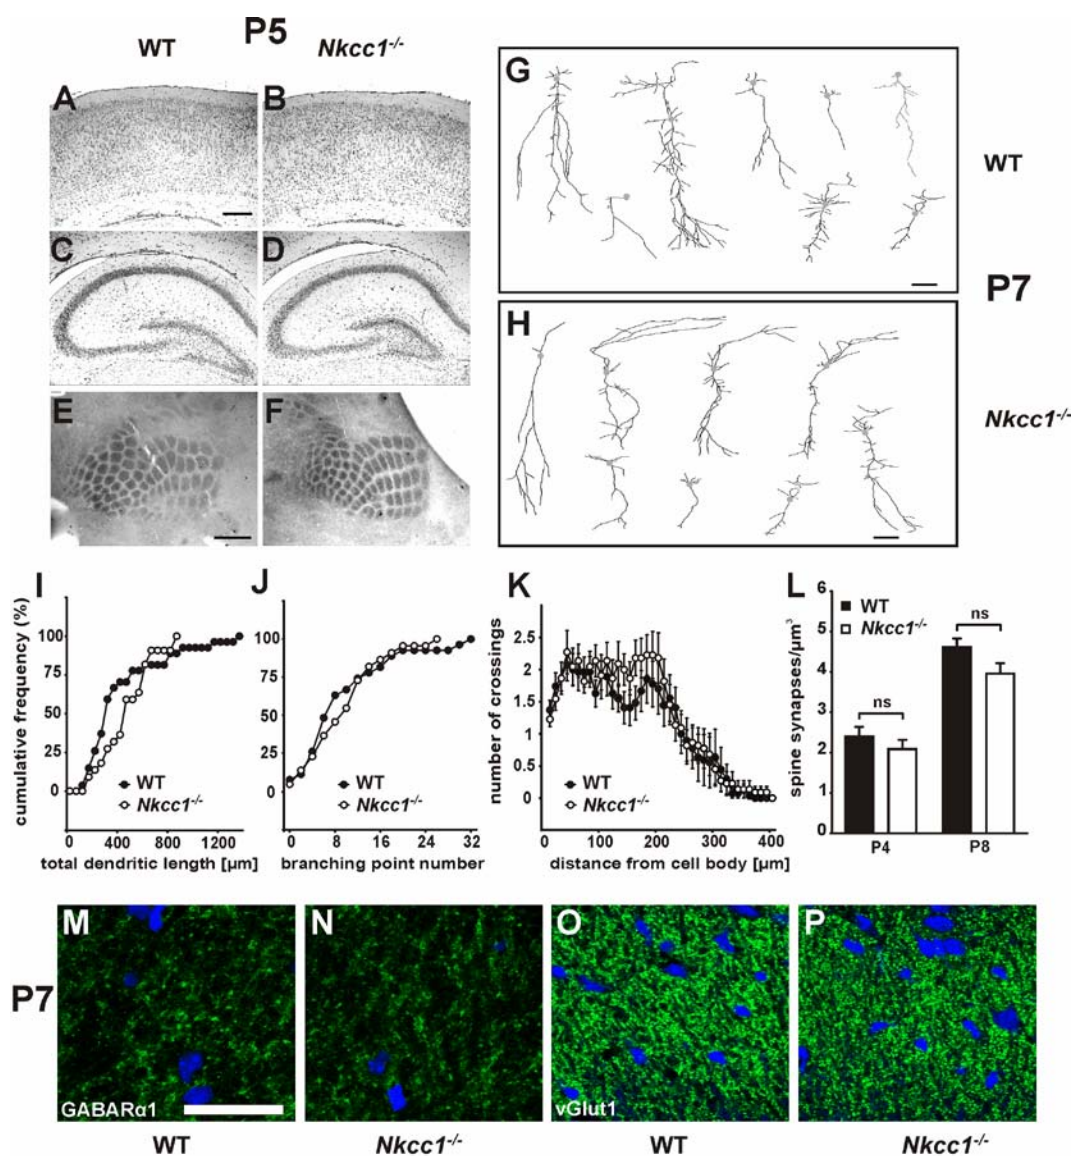 P5
WT
Nkcc1-/-
A
B
C
D
E
F
G
WT
P7
H
Nkcc1-/-
I
cumulative frequency (%)
100
75
50
25
0
WT
Nkcc1-/-
0
400
800
1200
total dendritic length [µm]
J
100
75
50
25
0
WT
Nkcc1-/-
0
8
16
24
32
branching point number
K
number of crossings
2.5
2
1.5
1
0.5
0
WT
Nkcc1-/-
0
100
200
300
400
distance from cell body [µm]
L
spine synapses/µm³
6
5
4
3
2
1
0
WT
Nkcc1-/-
ns
ns
P4
P8
P7
M
GABARα1
N
O
vGlut1
P
WT
Nkcc1-/-
WT
Nkcc1-/-